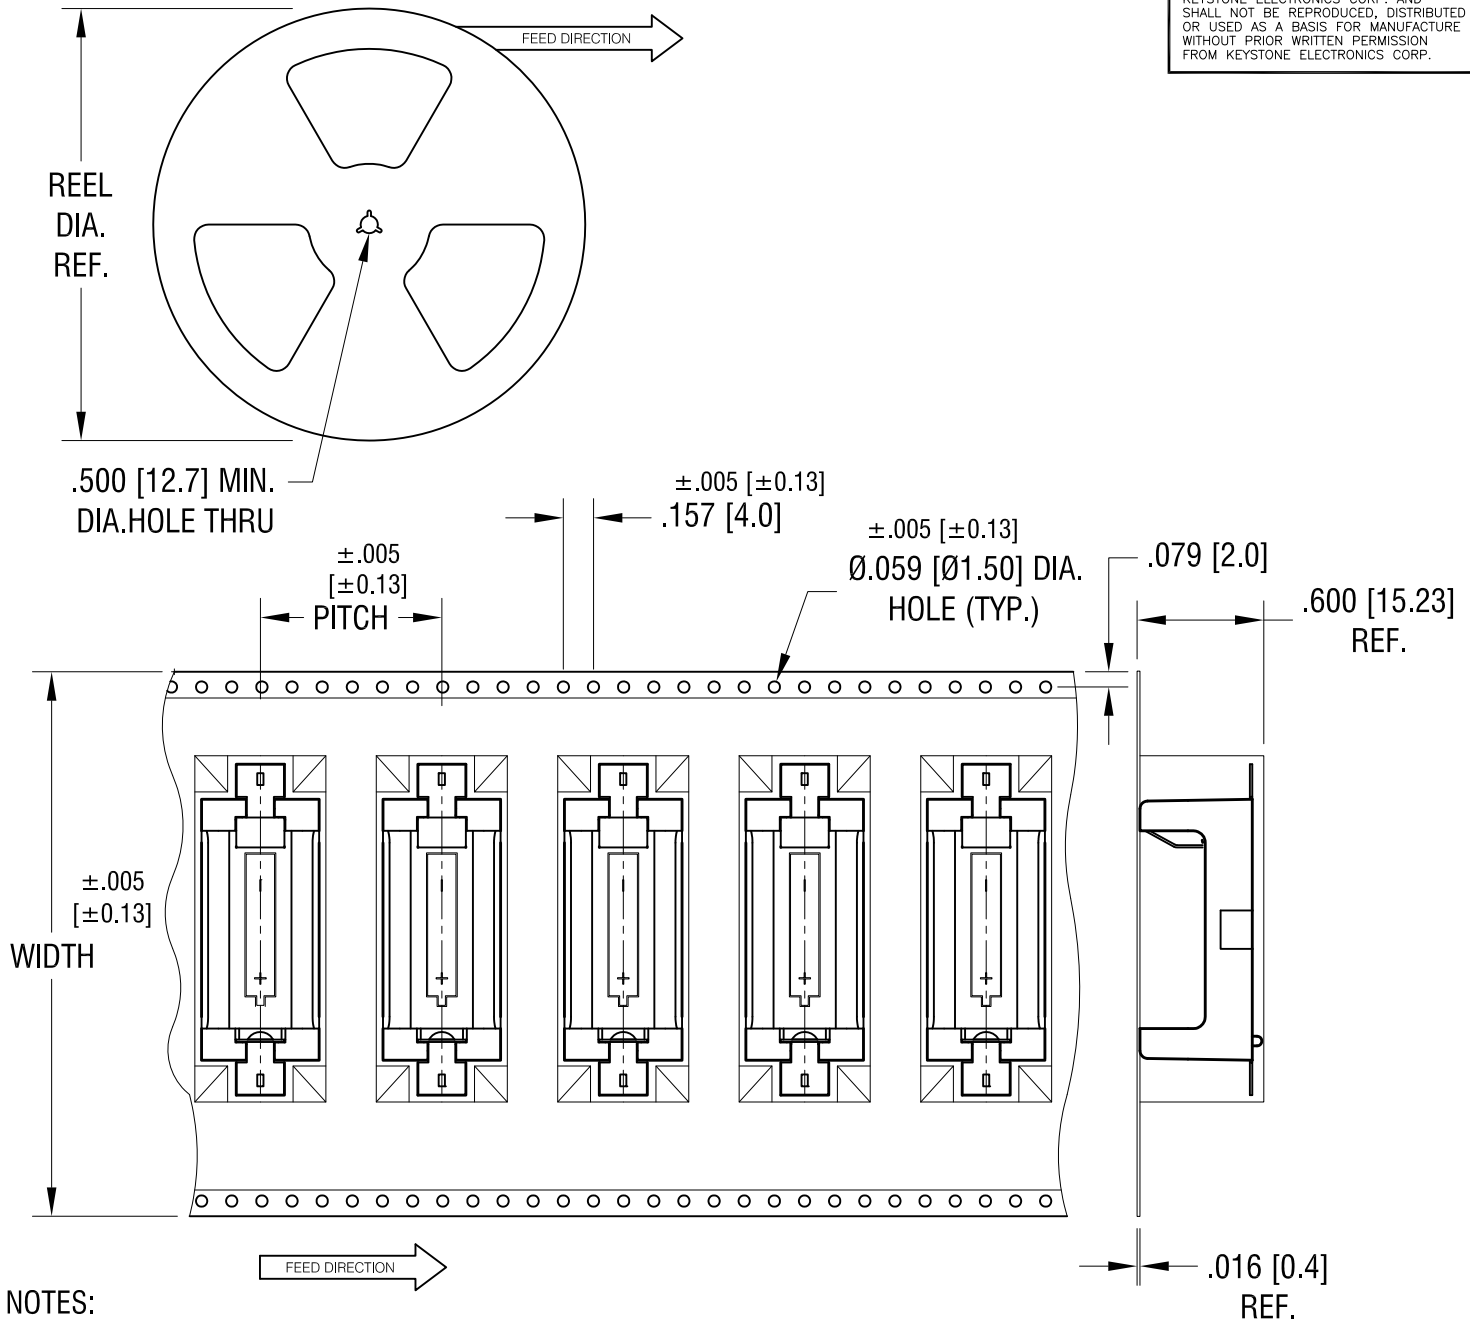 KEYSTONE ELECTRONICS CORP. AND
SHALL NOT BE REPRODUCED, DISTRIBUTED
OR USED AS A BASIS FOR MANUFACTURE
WITHOUT PRIOR WRITTEN PERMISSION
FROM KEYSTONE ELECTRONICS CORP.
FEED DIRECTION
REEL
DIA.
REF.
.500 [12.7] MIN.
DIA.HOLE THRU
±.005 [±0.13]
.157 [4.0]
±.005
[±0.13]
PITCH
±.005 [±0.13]
Ø.059 [Ø1.50] DIA.
HOLE (TYP.)
.079 [2.0]
.600 [15.23]
REF.
±.005
[±0.13]
WIDTH
FEED DIRECTION
.016 [0.4]
REF.
NOTES: